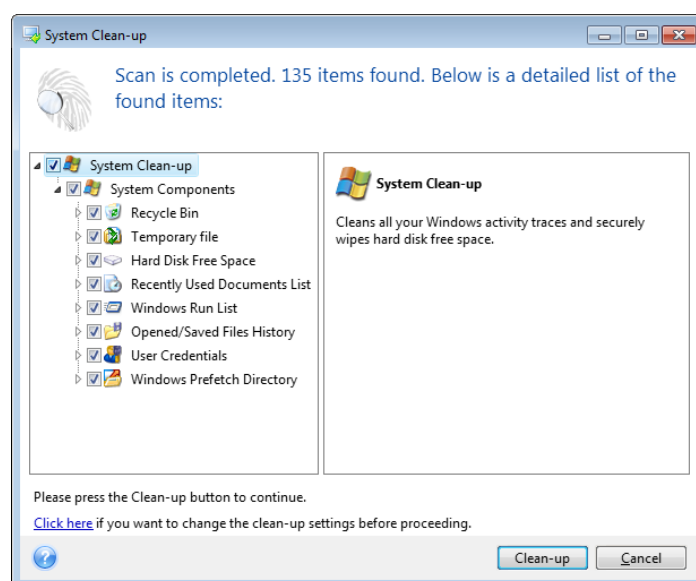 System Clean-up
Scan is completed. 135 items found. Below is a detailed list of the
found items:
System Clean-up
System Components
Recycle Bin
Temporary file
Hard Disk Free Space
Recently Used Documents List
Windows Run List
Opened/Saved Files History
User Credentials
Windows Prefetch Directory
System Clean-up
Cleans all your Windows activity traces and securely
wipes hard disk free space.
Please press the Clean-up button to continue.
Click here if you want to change the clean-up settings before proceeding.
Clean-up
Cancel